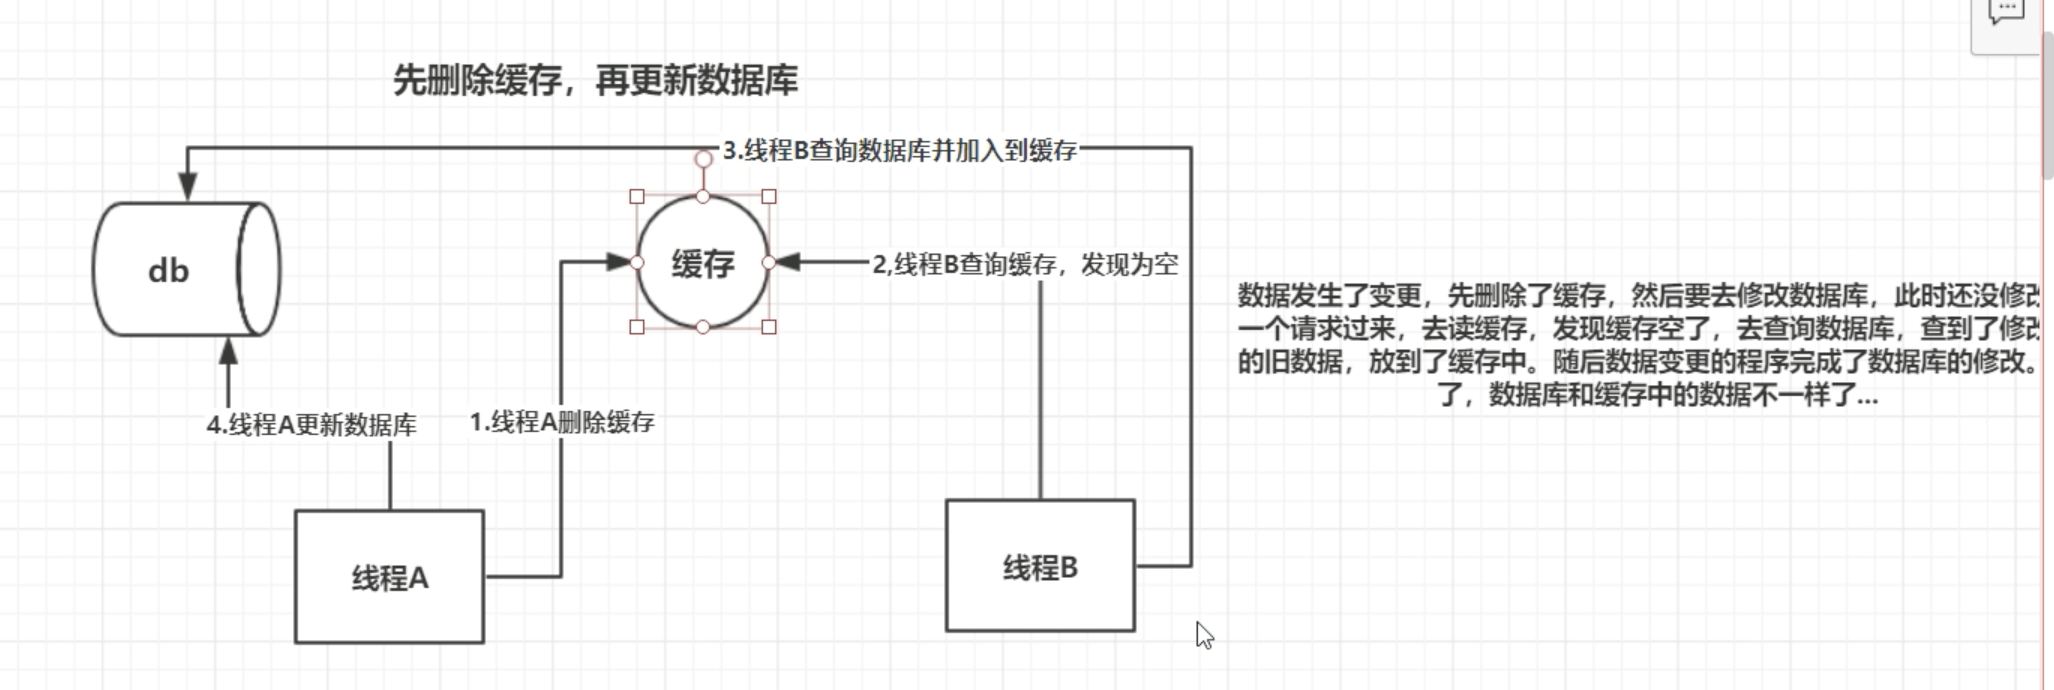 先删除缓存，再更新数据库
3.线程B查询数据库并加入到缓存
db
缓存
2,线程B查询缓存，发现为空
数据发生了变更，先删除了缓存，然后要去修改数据库，此时还没修改
一个请求过来，去读缓存，发现缓存空了，去查询数据库，查到了修改
的旧数据，放到了缓存中。随后数据变更的程序完成了数据库的修改。
了，数据库和缓存中的数据不一样了...
4.线程A更新数据库
1.线程A删除缓存
线程A
线程B